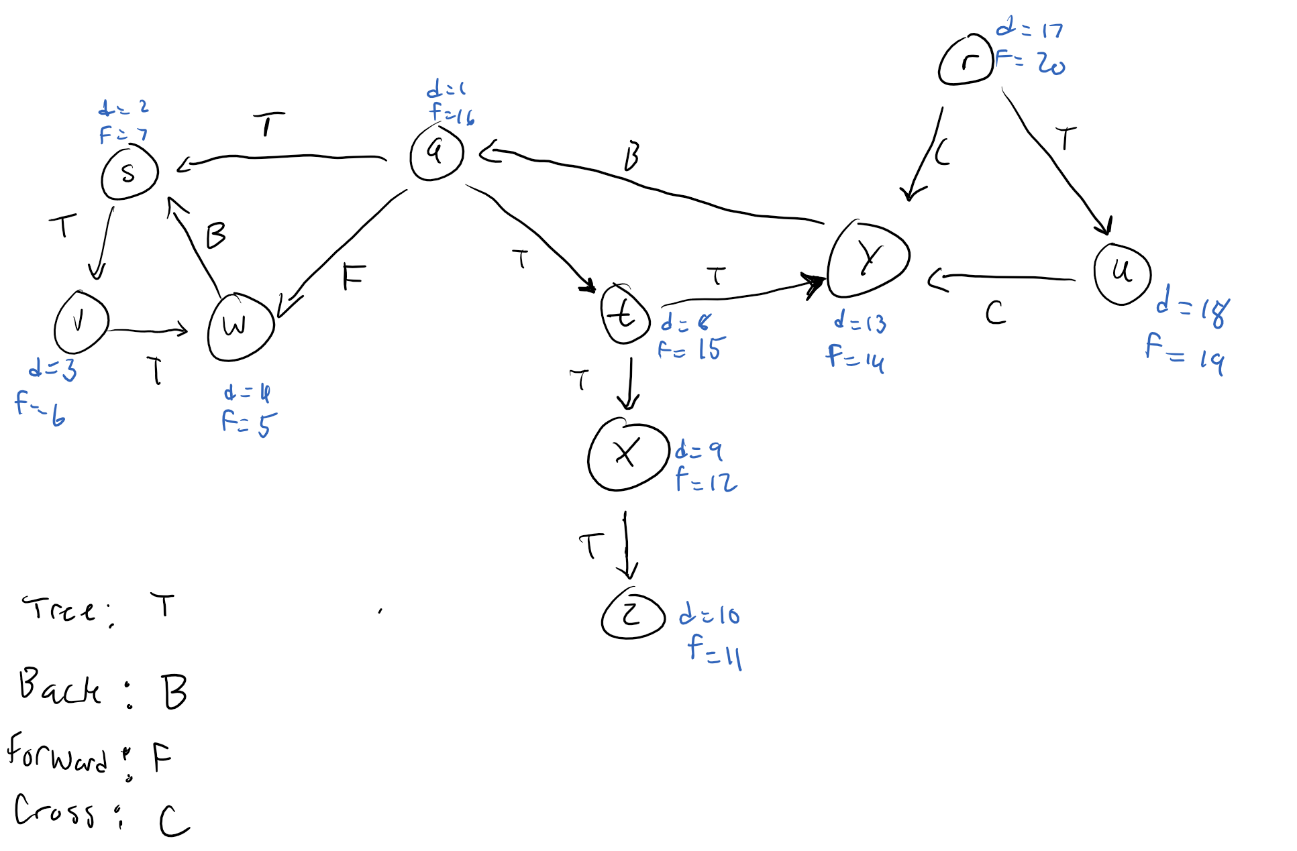 d=17
r
F=20
d=1
f=16
q
d=2
F=7
s
T
B
C
T
T
B
F
T
T
Y
u
C
V
T
W
t
d=8
F=15
d=13
F=14
d=18
F=19
d=3
f=6
d=4
F=5
T
X
d=9
f=12
T
Z
d=10
f=11
Tree: T
Back: B
Forward: F
Cross: C